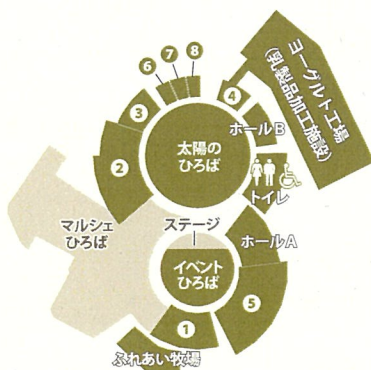 ⑥ ⑦ ⑧
ヨーグルト工場
(乳製品加工施設)
④
③
ホールB
太陽の
ひろば
②
トイレ
マルシェ
ひろば
ステージ
ホールA
イベント
ひろば
⑤
①
ふれあい牧場